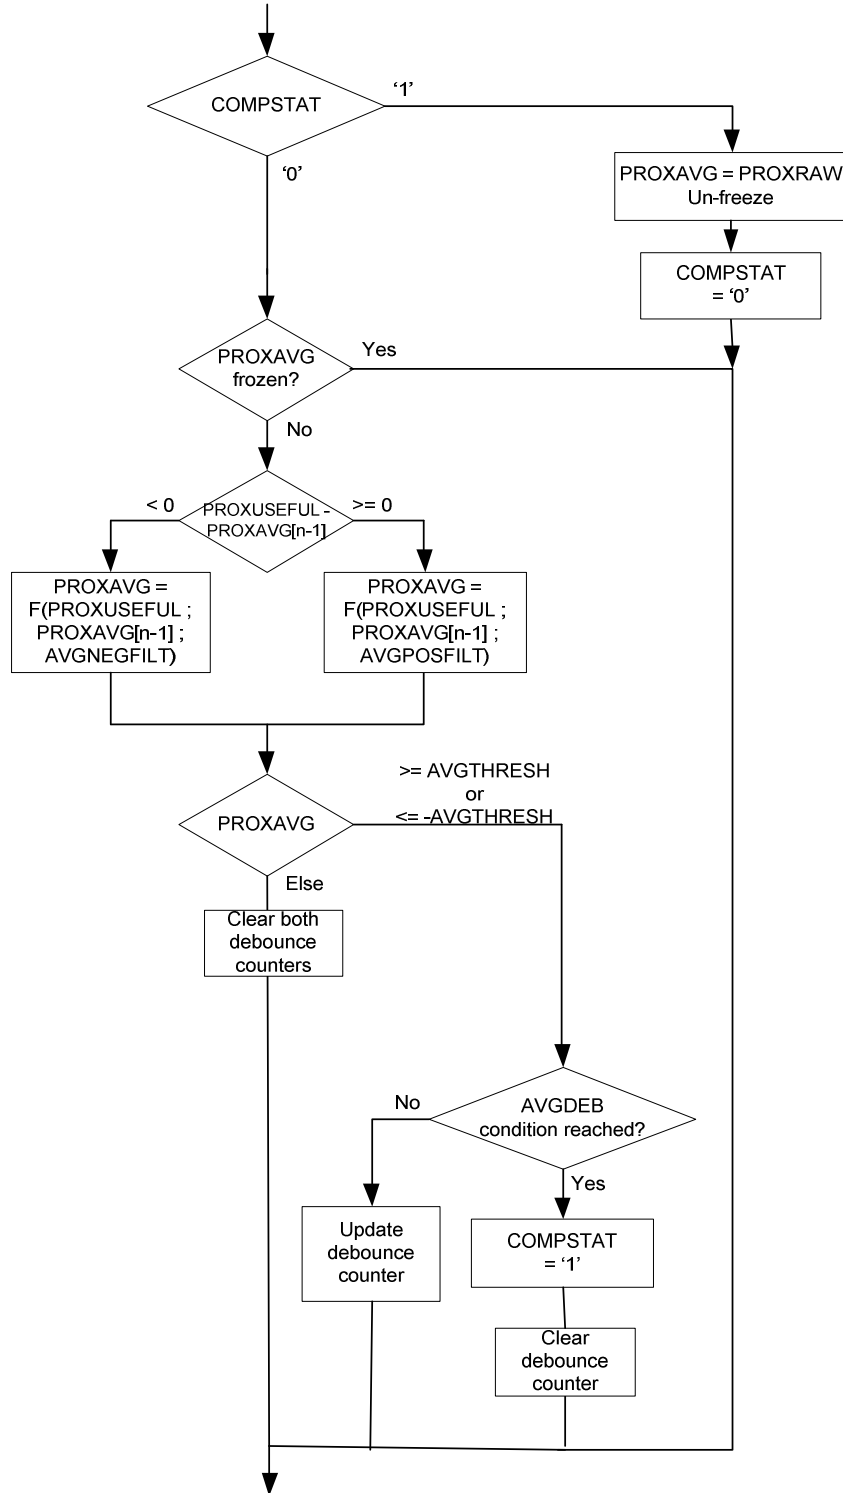 COMPSTAT
‘1’
‘0’
PROXAVG = PROXRAW
Un-freeze
COMPSTAT
= ‘0’
PROXAVG
frozen?
Yes
No
< 0
PROXUSEFUL -
PROXAVG[n-1]
>= 0
PROXAVG =
F(PROXUSEFUL ;
PROXAVG[n-1] ;
AVGNEGFILT)
PROXAVG =
F(PROXUSEFUL ;
PROXAVG[n-1] ;
AVGPOSFILT)
PROXAVG
>= AVGTHRESH
or
<= -AVGTHRESH
Else
Clear both
debounce
counters
AVGDEB
condition reached?
No
Yes
Update
debounce
counter
COMPSTAT
= ‘1’
Clear
debounce
counter